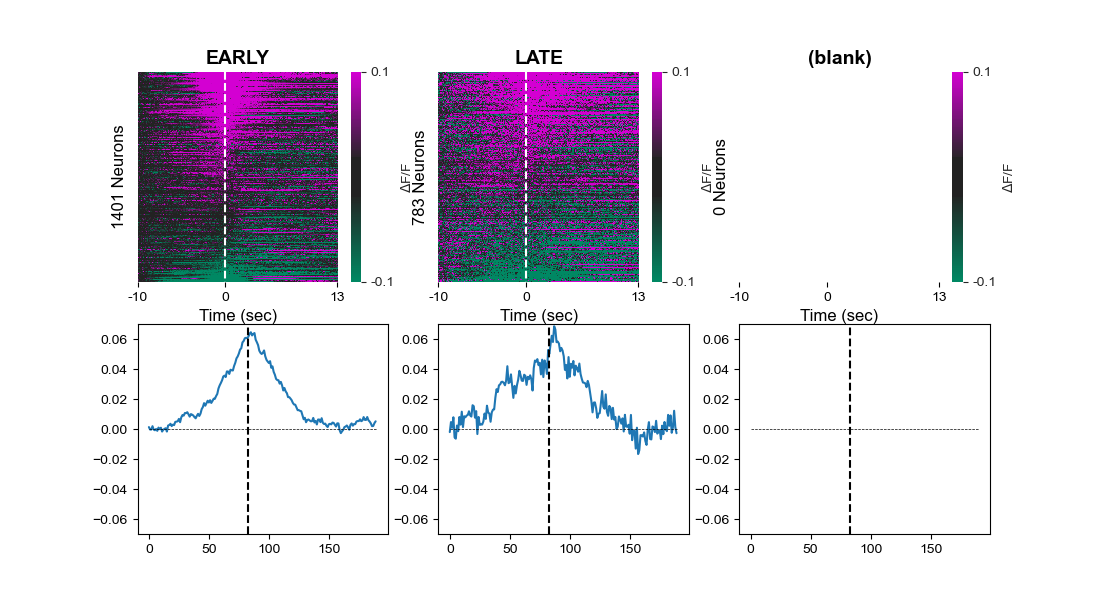 EARLY
LATE
(blank)
0.1
0.1
0.1
1401 Neurons
783 Neurons
0 Neurons
ΔF/F
ΔF/F
ΔF/F
-0.1
-0.1
-0.1
-10 0 13
-10 0 13
-10 0 13
Time (sec)
Time (sec)
Time (sec)
0.06
0.04
0.02
0.00
−0.02
−0.04
−0.06
0 50 100 150
0.06
0.04
0.02
0.00
−0.02
−0.04
−0.06
0 50 100 150
0.06
0.04
0.02
0.00
−0.02
−0.04
−0.06
0 50 100 150